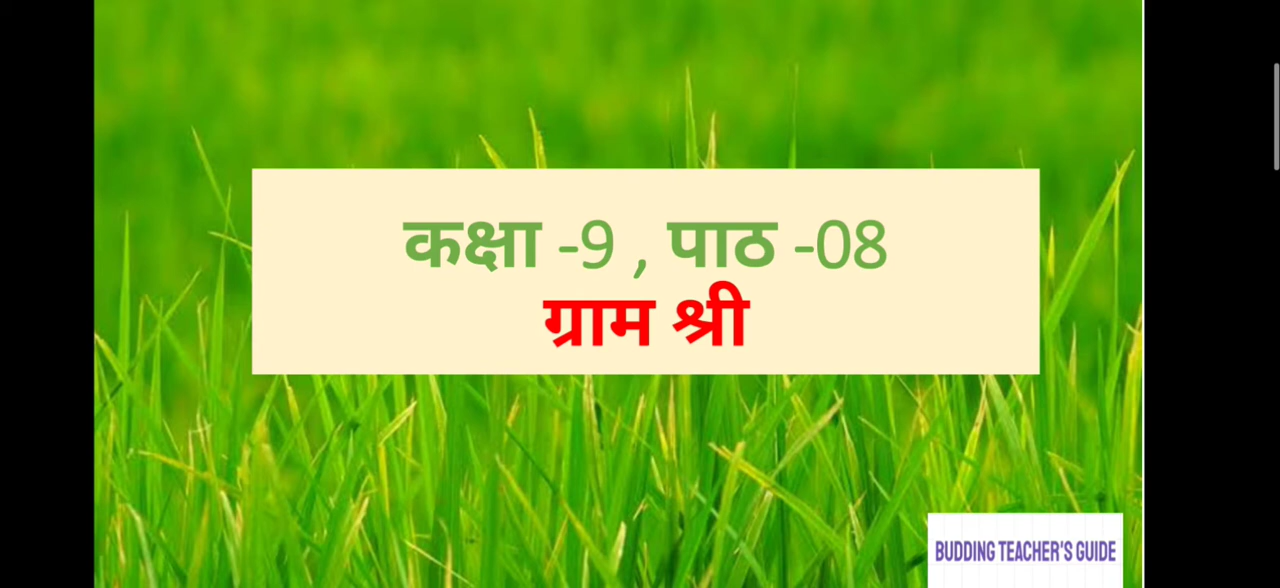 कक्षा -9 , पाठ -08
ग्राम श्री
BUDDING TEACHER'S GUIDE